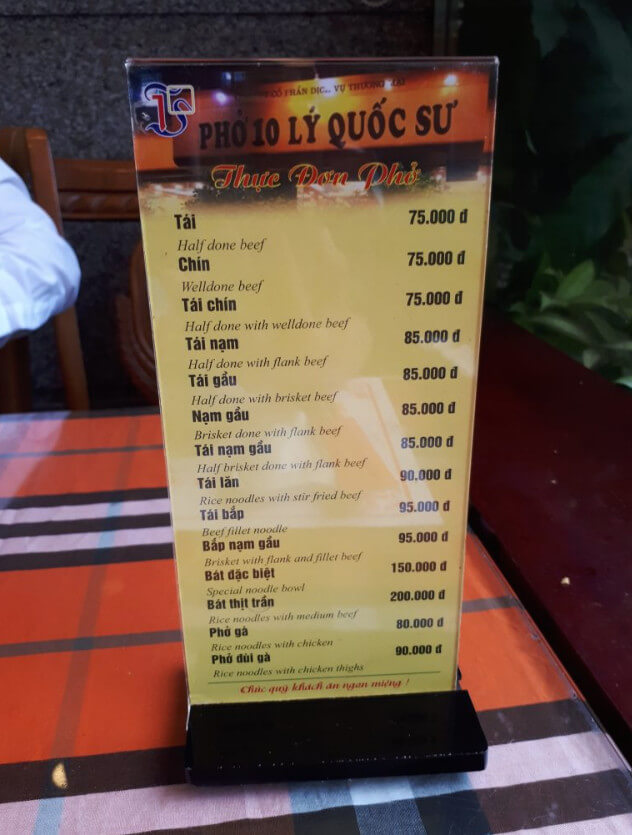 CỔ PHẦN DỊC VỤ THƯƠNG
PHỞ 10 LÝ QUỐC SƯ
Thực Đơn Phở
Tái 75.000 đ
Half done beef
Chín 75.000 đ
Welldone beef
Tái chín 75.000 đ
Half done with welldone beef
Tái nạm 85.000 đ
Half done with flank beef
Tái gầu 85.000 đ
Half done with brisket beef
Nạm gầu 85.000 đ
Brisket done with flank beef
Tái nạm gầu 85.000 đ
Half brisket done with flank beef
Tái lăn 90.000 đ
Rice noodles with stir fried beef
Tái bắp 95.000 đ
Beef fillet noodle
Bắp nạm gầu 95.000 đ
Brisket with flank and fillet beef
Bát đặc biệt 150.000 đ
Special noodle bowl
Bát thịt trần 200.000 đ
Rice noodles with medium beef
Phở gà 80.000 đ
Rice noodles with chicken
Phở đùi gà 90.000 đ
Rice noodles with chicken thighs
Chúc quý khách ăn ngon miệng !